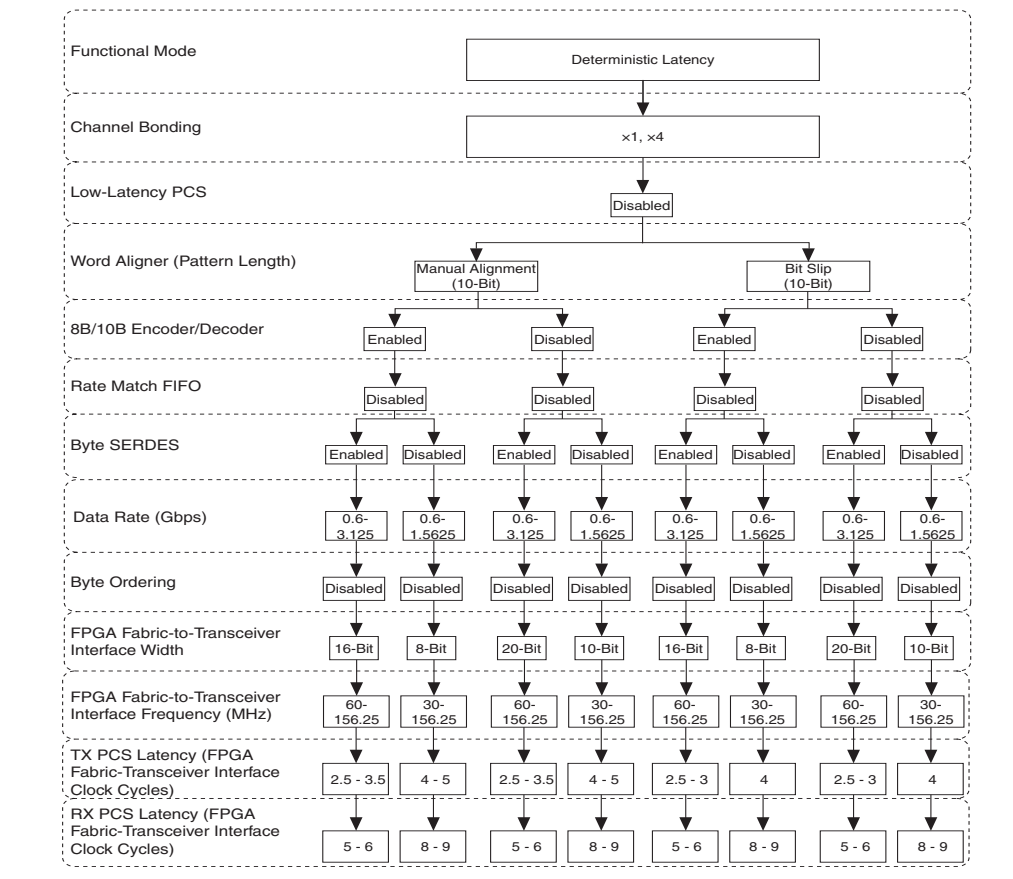 Functional Mode
Deterministic Latency
Channel Bonding
×1, ×4
Low-Latency PCS
Disabled
Word Aligner (Pattern Length)
Manual Alignment
(10-Bit)
Bit Slip
(10-Bit)
8B/10B Encoder/Decoder
Enabled Disabled Enabled Disabled
Rate Match FIFO
Disabled Disabled Disabled Disabled
Byte SERDES
Enabled Disabled Enabled Disabled Enabled Disabled Enabled Disabled
Data Rate (Gbps)
0.6- 0.6- 0.6- 0.6- 0.6- 0.6- 0.6- 0.6-
3.125 1.5625 3.125 1.5625 3.125 1.5625 3.125 1.5625
Byte Ordering
Disabled Disabled Disabled Disabled Disabled Disabled Disabled Disabled
FPGA Fabric-to-Transceiver
Interface Width
16-Bit 8-Bit 20-Bit 10-Bit 16-Bit 8-Bit 20-Bit 10-Bit
FPGA Fabric-to-Transceiver
Interface Frequency (MHz)
60- 30- 60- 30- 60- 30- 60- 30-
156.25 156.25 156.25 156.25 156.25 156.25 156.25 156.25
TX PCS Latency (FPGA
Fabric-Transceiver Interface
Clock Cycles)
2.5 - 3.5 4 - 5 2.5 - 3.5 4 - 5 2.5 - 3 4 2.5 - 3 4
RX PCS Latency (FPGA
Fabric-Transceiver Interface
Clock Cycles)
5 - 6 8 - 9 5 - 6 8 - 9 5 - 6 8 - 9 5 - 6 8 - 9